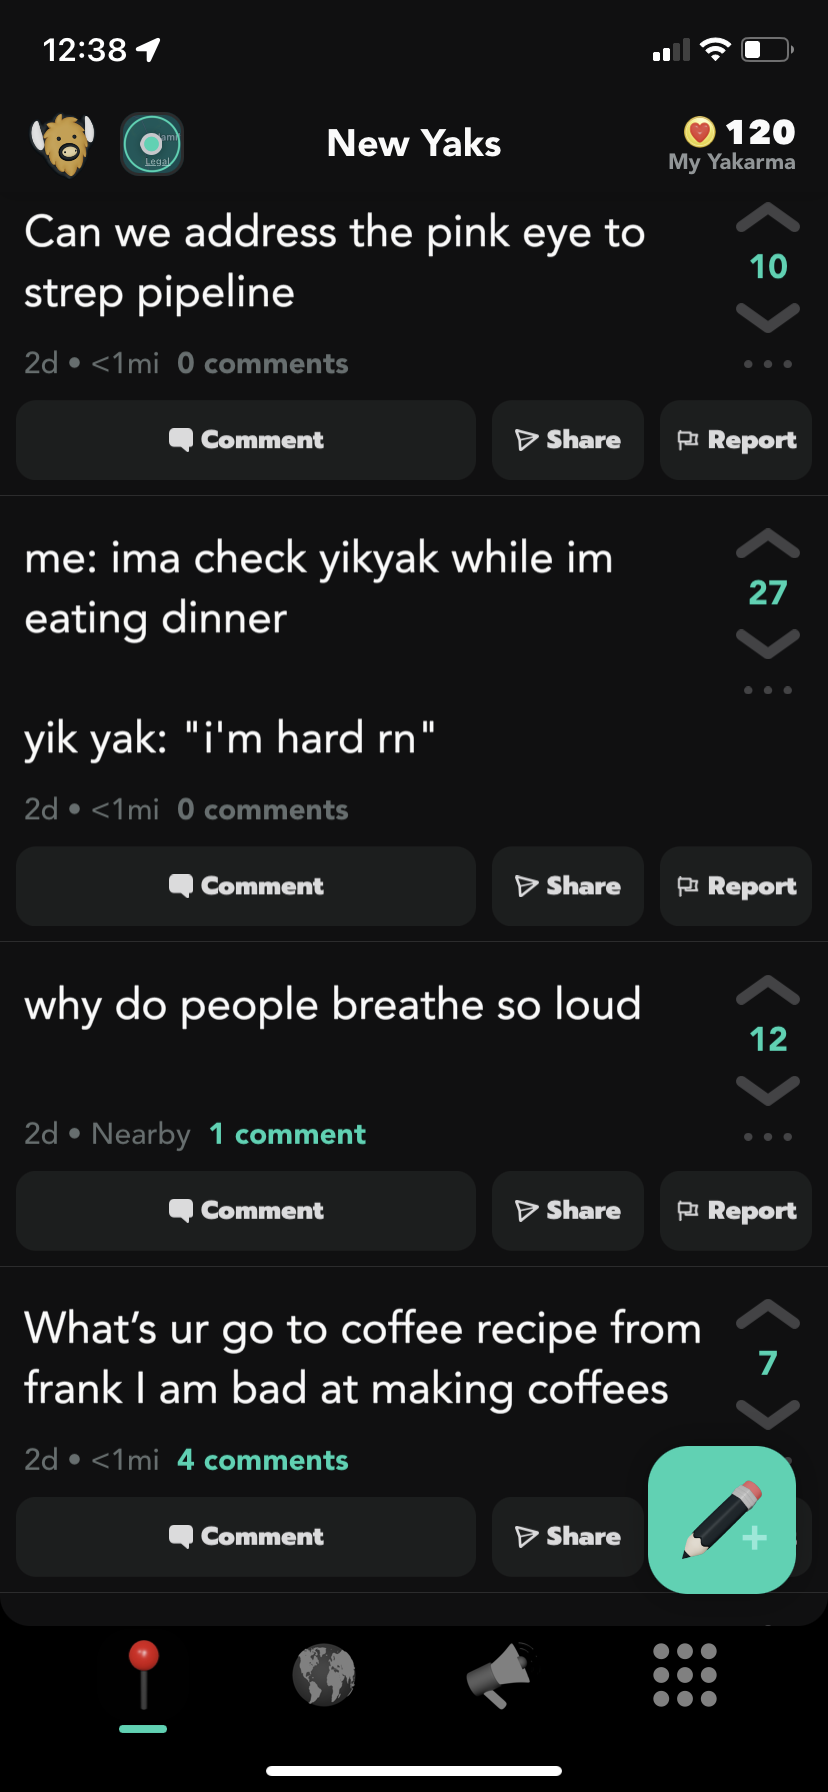 12:38
Legal
New Yaks
120
My Yakarma
Can we address the pink eye to
strep pipeline
10
2d • <1mi 0 comments
Comment
Share
Report
me: ima check yikyak while im
eating dinner
27
yik yak: "i'm hard rn"
2d • <1mi 0 comments
Comment
Share
Report
why do people breathe so loud
12
2d • Nearby 1 comment
Comment
Share
Report
What's ur go to coffee recipe from
frank I am bad at making coffees
7
2d • <1mi 4 comments
Comment
Share